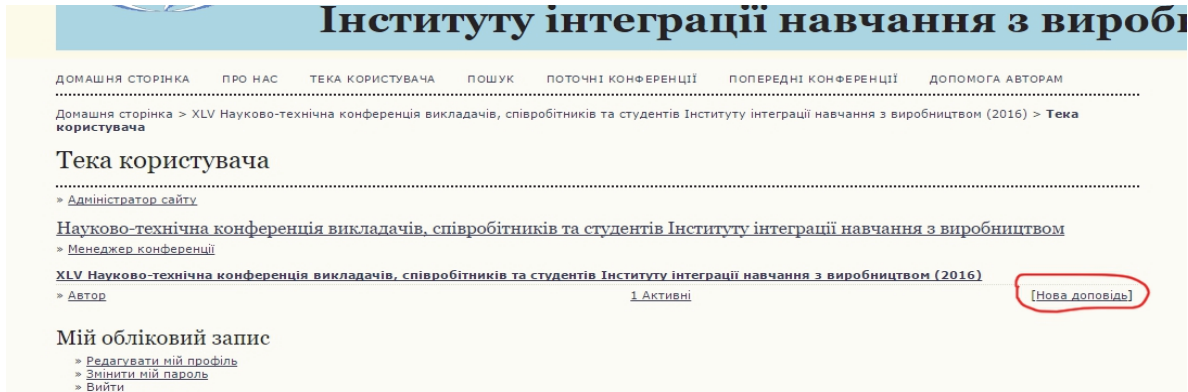 Інституту інтеграції навчання з
ДОМАШНЯ СТОРІНКА ПРО НАС ТЕКА КОРИСТУВАЧА ПОШУК ПОТОЧНІ КОНФЕРЕНЦІЇ ПОПЕРЕДНІ КОНФЕРЕНЦІЇ ДОПОМОГА АВТОРАМ
Домашня сторінка > XLV Науково-технічна конференція викладачів, співробітників та студентів Інституту інтеграції навчання з виробництвом (2016) > Тека
користувача
Тека користувача
» Адміністратор сайту
Науково-технічна конференція викладачів, співробітників та студентів Інституту інтеграції навчання з виробництвом
» Менеджер конференції
XLV Науково-технічна конференція викладачів, співробітників та студентів Інституту інтеграції навчання з виробництвом (2016)
» Автор 1 Активні [Нова доповідь]
Мій обліковий запис
» Редагувати мій профіль
» Змінити мій пароль
» Вийти